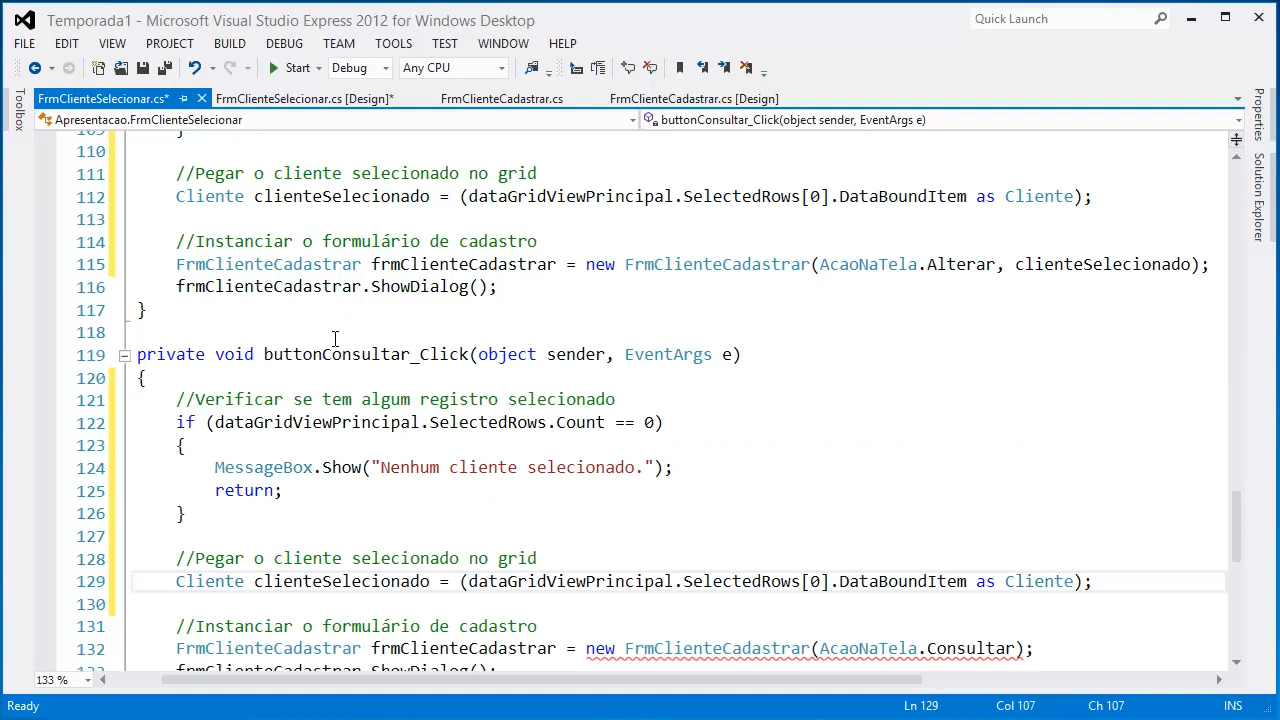 Temporada1 - Microsoft Visual Studio Express 2012 for Windows Desktop
Quick Launch
FILE EDIT VIEW PROJECT BUILD DEBUG TEAM TOOLS TEST WINDOW HELP
Start Debug Any CPU
Toolbox
FrmClienteSelecionar.cs* FrmClienteSelecionar.cs [Design]* FrmClienteCadastrar.cs FrmClienteCadastrar.cs [Design]
Properties
Solution Explorer
Apresentacao.FrmClienteSelecionar buttonConsultar_Click(object sender, EventArgs e)
109 }
110
111 //Pegar o cliente selecionado no grid
112 Cliente clienteSelecionado = (dataGridViewPrincipal.SelectedRows[0].DataBoundItem as Cliente);
113
114 //Instanciar o formulário de cadastro
115 FrmClienteCadastrar frmClienteCadastrar = new FrmClienteCadastrar(AcaoNaTela.Alterar, clienteSelecionado);
116 frmClienteCadastrar.ShowDialog();
117 }
118
119 private void buttonConsultar_Click(object sender, EventArgs e)
120 {
121 //Verificar se tem algum registro selecionado
122 if (dataGridViewPrincipal.SelectedRows.Count == 0)
123 {
124 MessageBox.Show("Nenhum cliente selecionado.");
125 return;
126 }
127
128 //Pegar o cliente selecionado no grid
129 Cliente clienteSelecionado = (dataGridViewPrincipal.SelectedRows[0].DataBoundItem as Cliente);
130
131 //Instanciar o formulário de cadastro
132 FrmClienteCadastrar frmClienteCadastrar = new FrmClienteCadastrar(AcaoNaTela.Consultar);
133 frmClienteCadastrar.ShowDialog();
133 %
Ready Ln 129 Col 107 Ch 107 INS